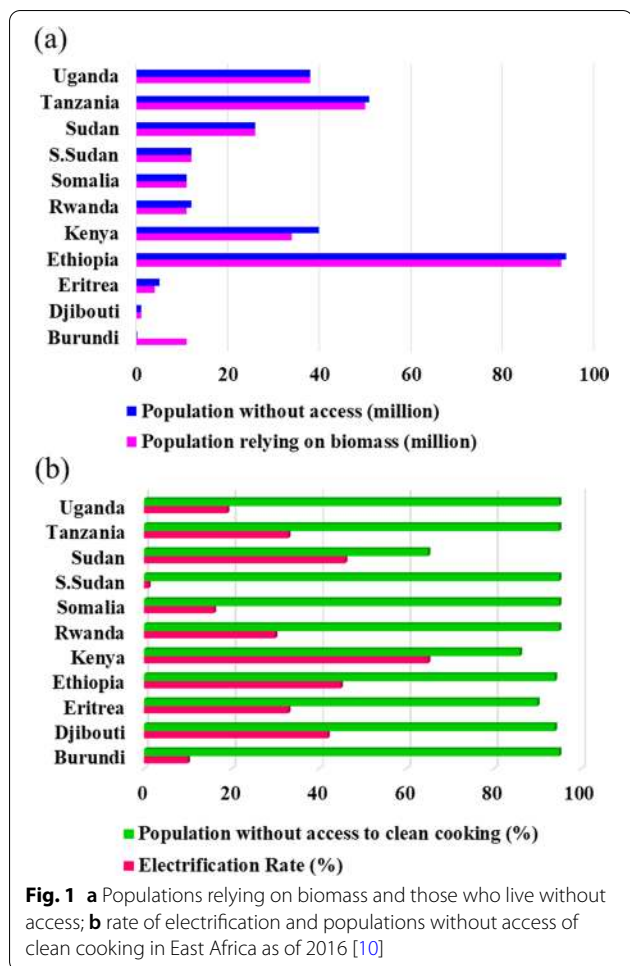 (a)
Uganda
Tanzania
Sudan
S.Sudan
Somalia
Rwanda
Kenya
Ethiopia
Eritrea
Djibouti
Burundi
0 20 40 60 80 100
Population without access (million)
Population relying on biomass (million)
(b)
Uganda
Tanzania
Sudan
S.Sudan
Somalia
Rwanda
Kenya
Ethiopia
Eritrea
Djibouti
Burundi
0 20 40 60 80 100
Population without access to clean cooking (%)
Electrification Rate (%)
Fig. 1 a Populations relying on biomass and those who live without
access; b rate of electrification and populations without access of
clean cooking in East Africa as of 2016 [10]